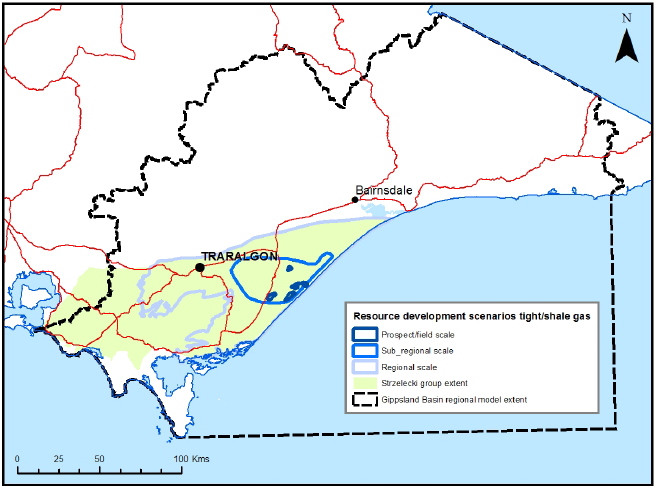 N
Bairnsdale
TRARALGON
Resource development scenarios tight/shale gas
Prospect/field scale
Sub_regional scale
Regional scale
Strzelecki group extent
Gippsland Basin regional model extent
0 25 50 100 Kms